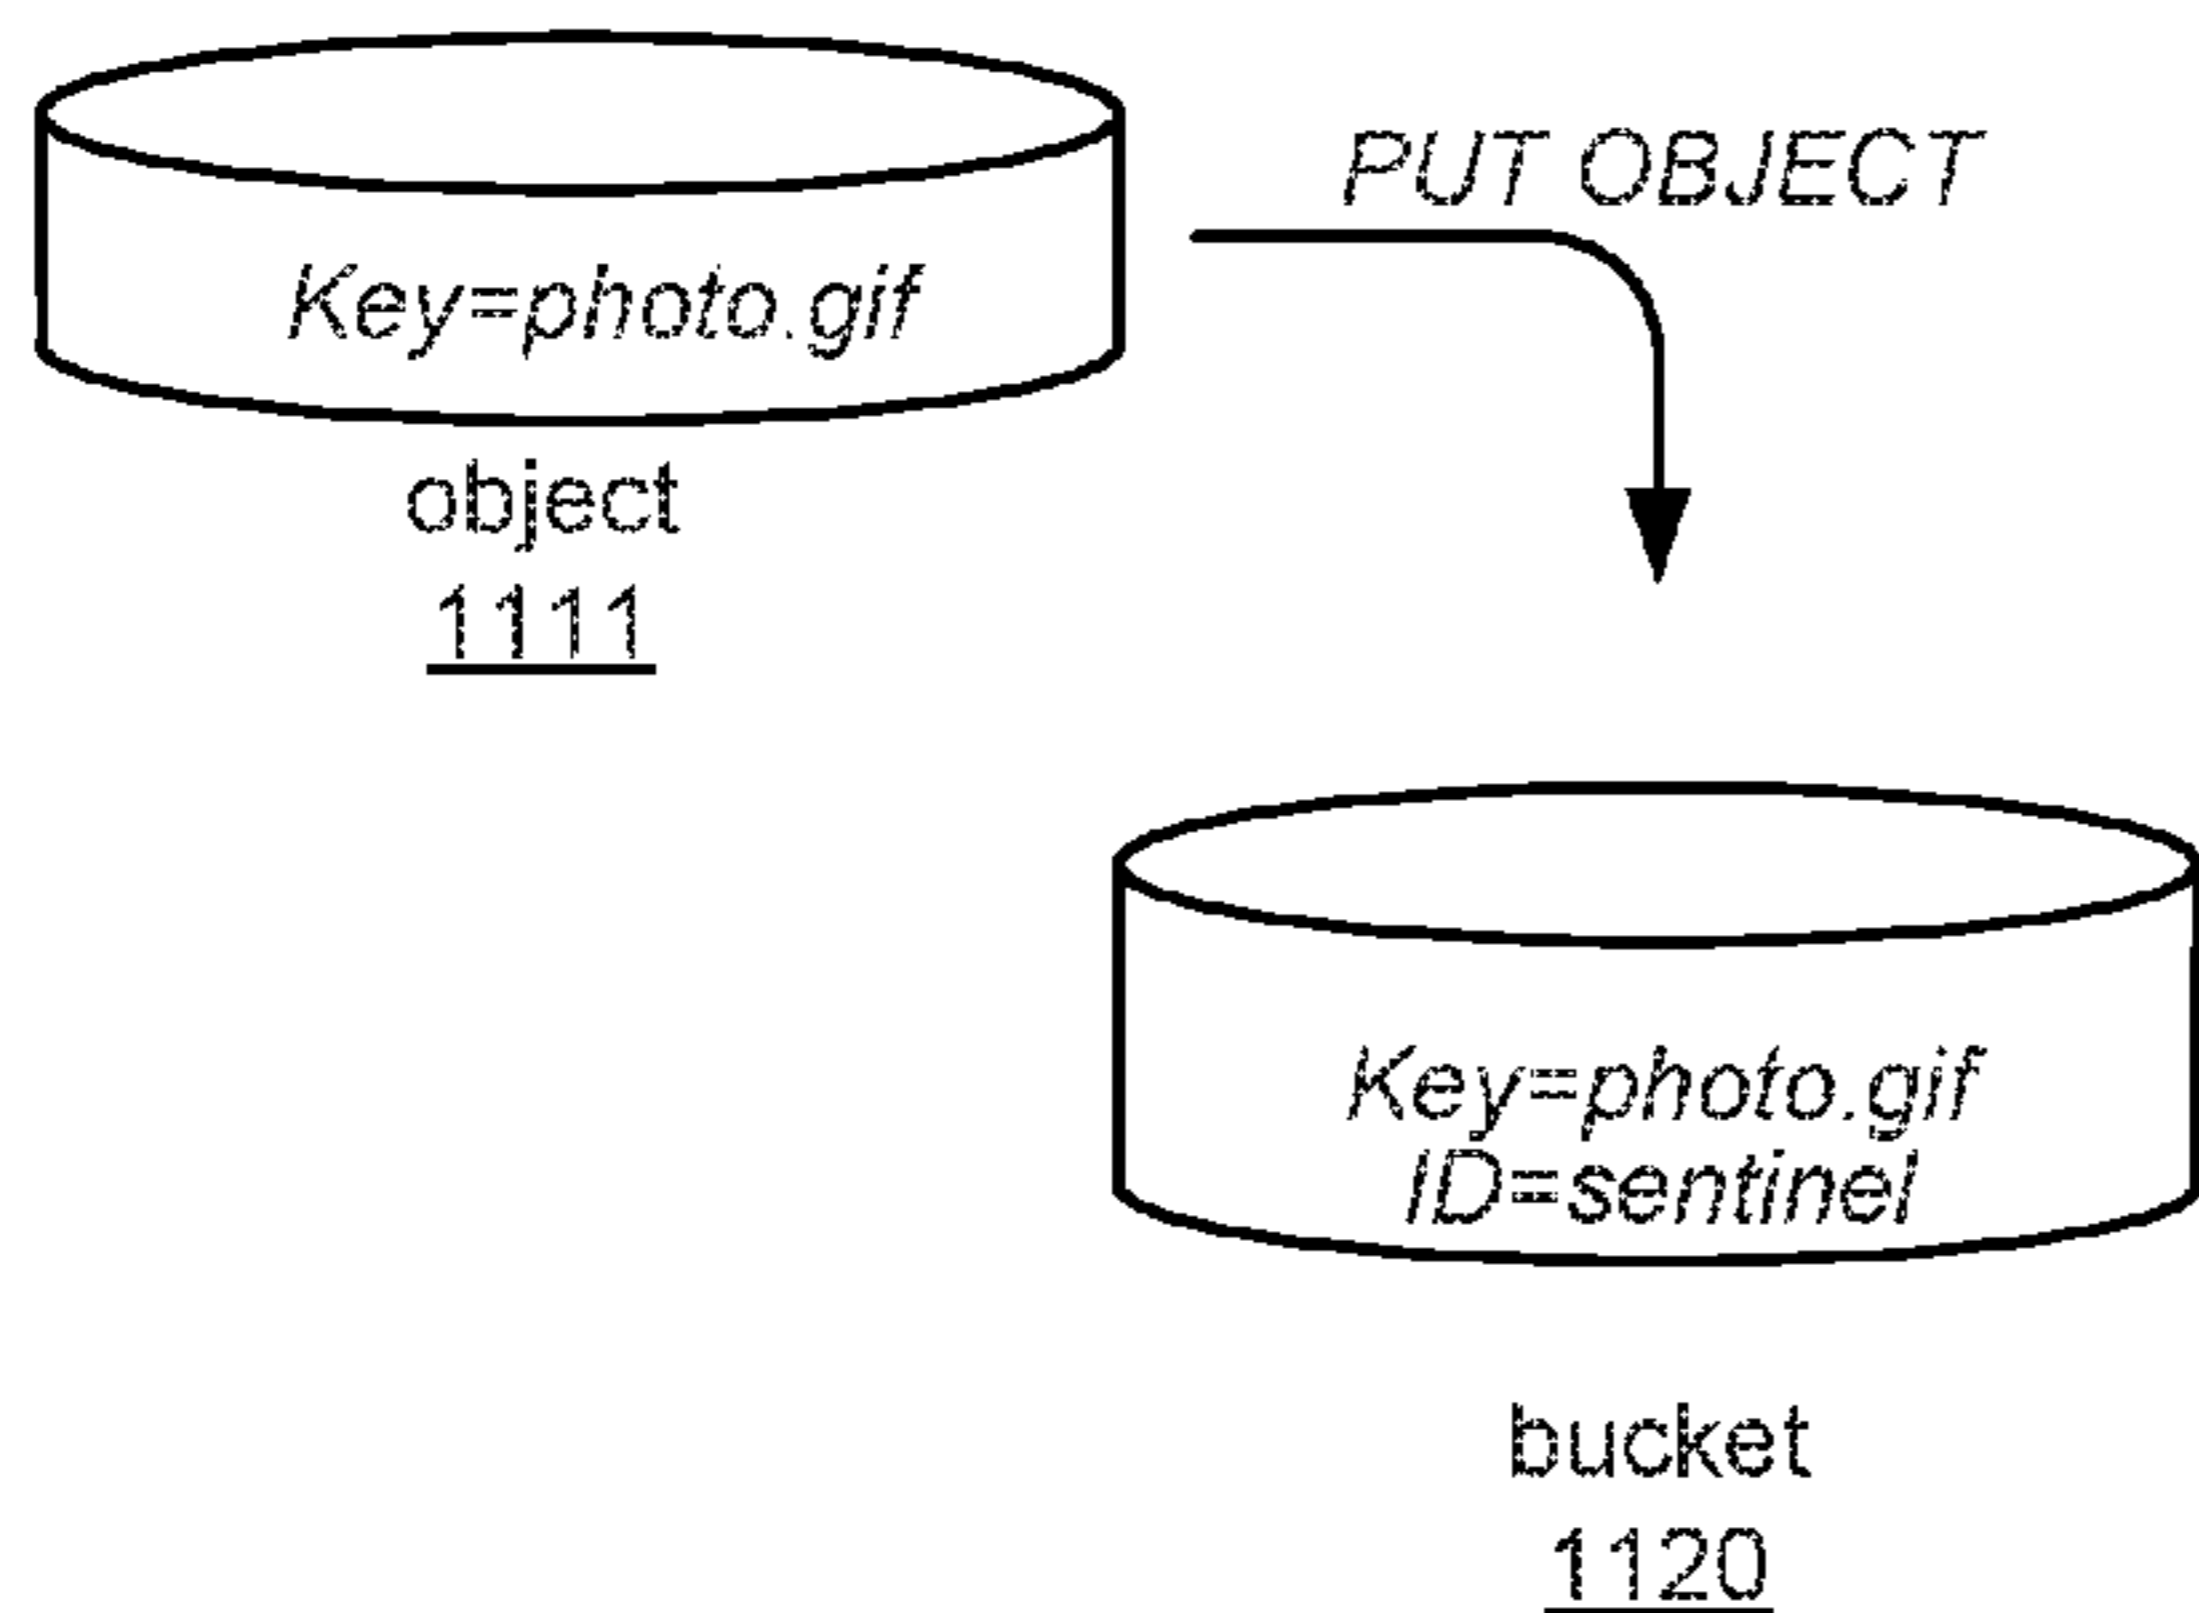 PUT OBJECT
Key=photo.gif
object
1111
Key=photo.gif
ID=sentinel
bucket
1120